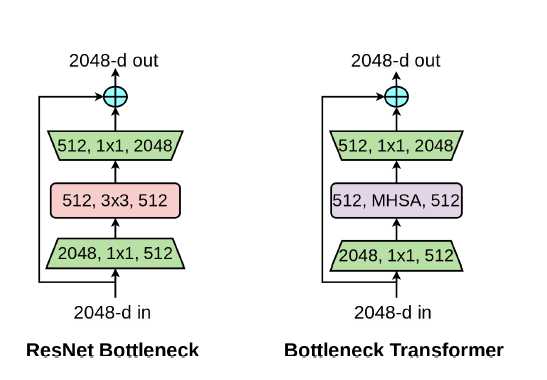 2048-d out
512, 1x1, 2048
512, 3x3, 512
2048, 1x1, 512
2048-d in
ResNet Bottleneck
2048-d out
512, 1x1, 2048
512, MHSA, 512
2048, 1x1, 512
2048-d in
Bottleneck Transformer